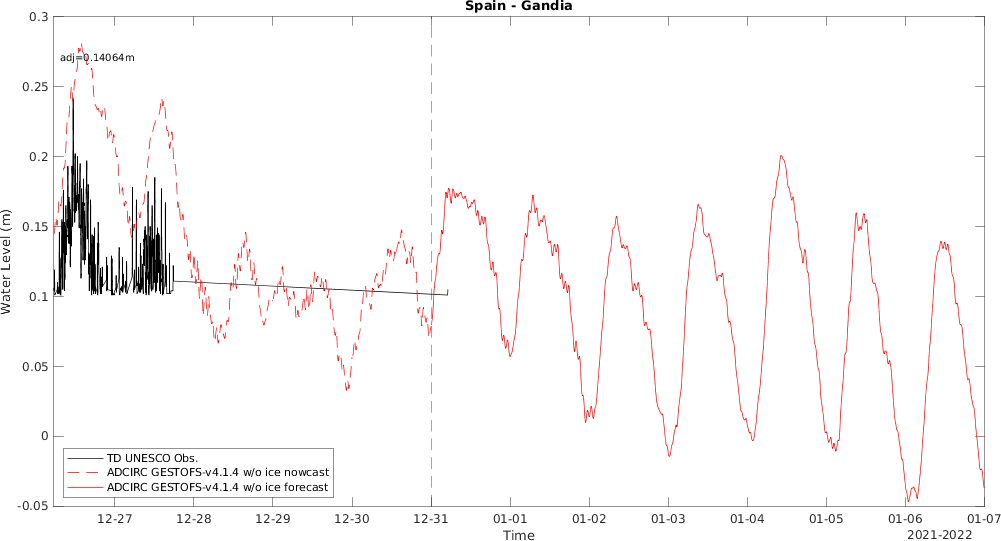 Spain - Gandia
0.3
0.25
0.2
0.15
0.1
0.05
0
-0.05
Water Level (m)
adj=0.14064m
TD UNESCO Obs.
ADCIRC GESTOFS-v4.1.4 w/o ice nowcast
ADCIRC GESTOFS-v4.1.4 w/o ice forecast
12-27 12-28 12-29 12-30 12-31 01-01 01-02 01-03 01-04 01-05 01-06 01-07
Time
2021-2022